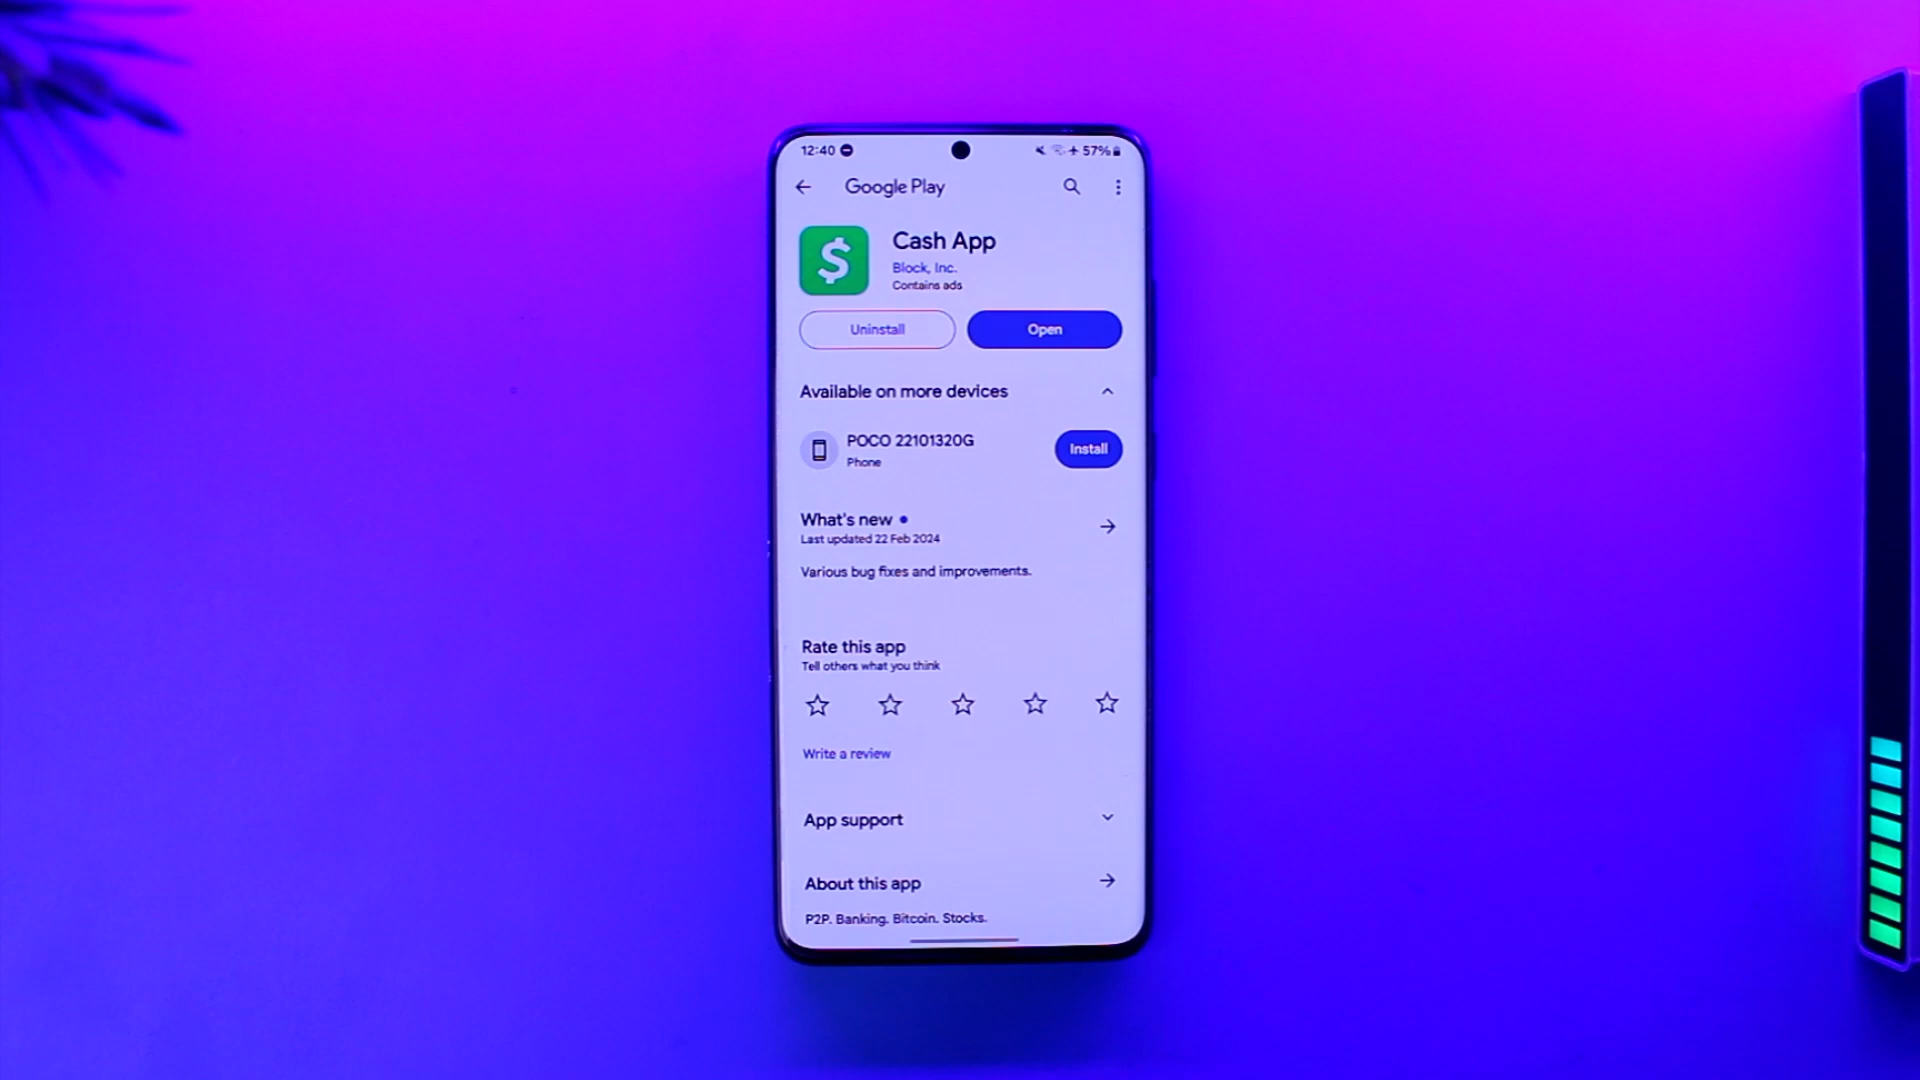 12:40 57%
Google Play
$
Cash App
Block, Inc.
Contains ads
Uninstall Open
Available on more devices
POCO 22101320G Install
Phone
What's new
Last updated 22 Feb 2024
Various bug fixes and improvements.
Rate this app
Tell others what you think
Write a review
App support
About this app
P2P. Banking. Bitcoin. Stocks.